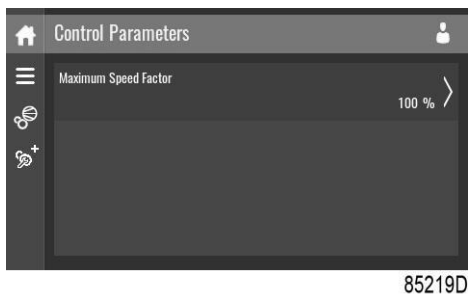 Control Parameters
Maximum Speed Factor
100 %
85219D